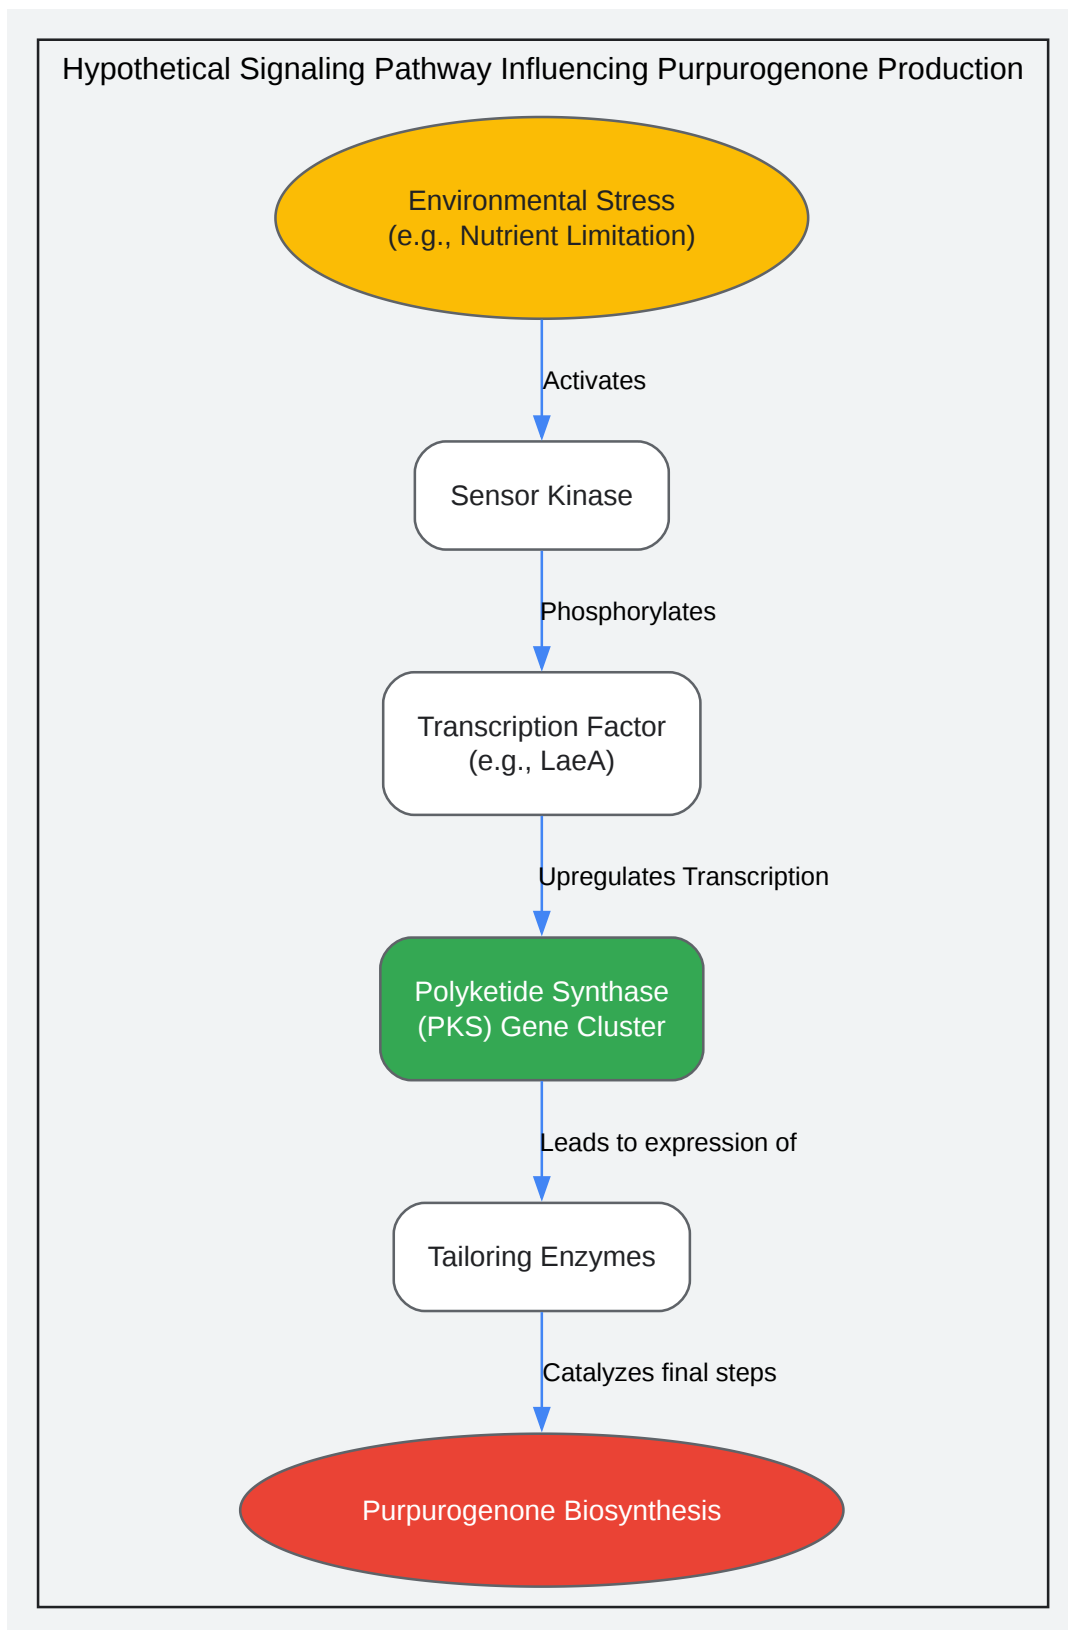 Hypothetical Signaling Pathway Influencing Purpurogenone Production
Environmental Stress
(e.g., Nutrient Limitation)
Activates
Sensor Kinase
Phosphorylates
Transcription Factor
(e.g., LaeA)
Upregulates Transcription
Polyketide Synthase
(PKS) Gene Cluster
Leads to expression of
Tailoring Enzymes
Catalyzes final steps
Purpurogenone Biosynthesis